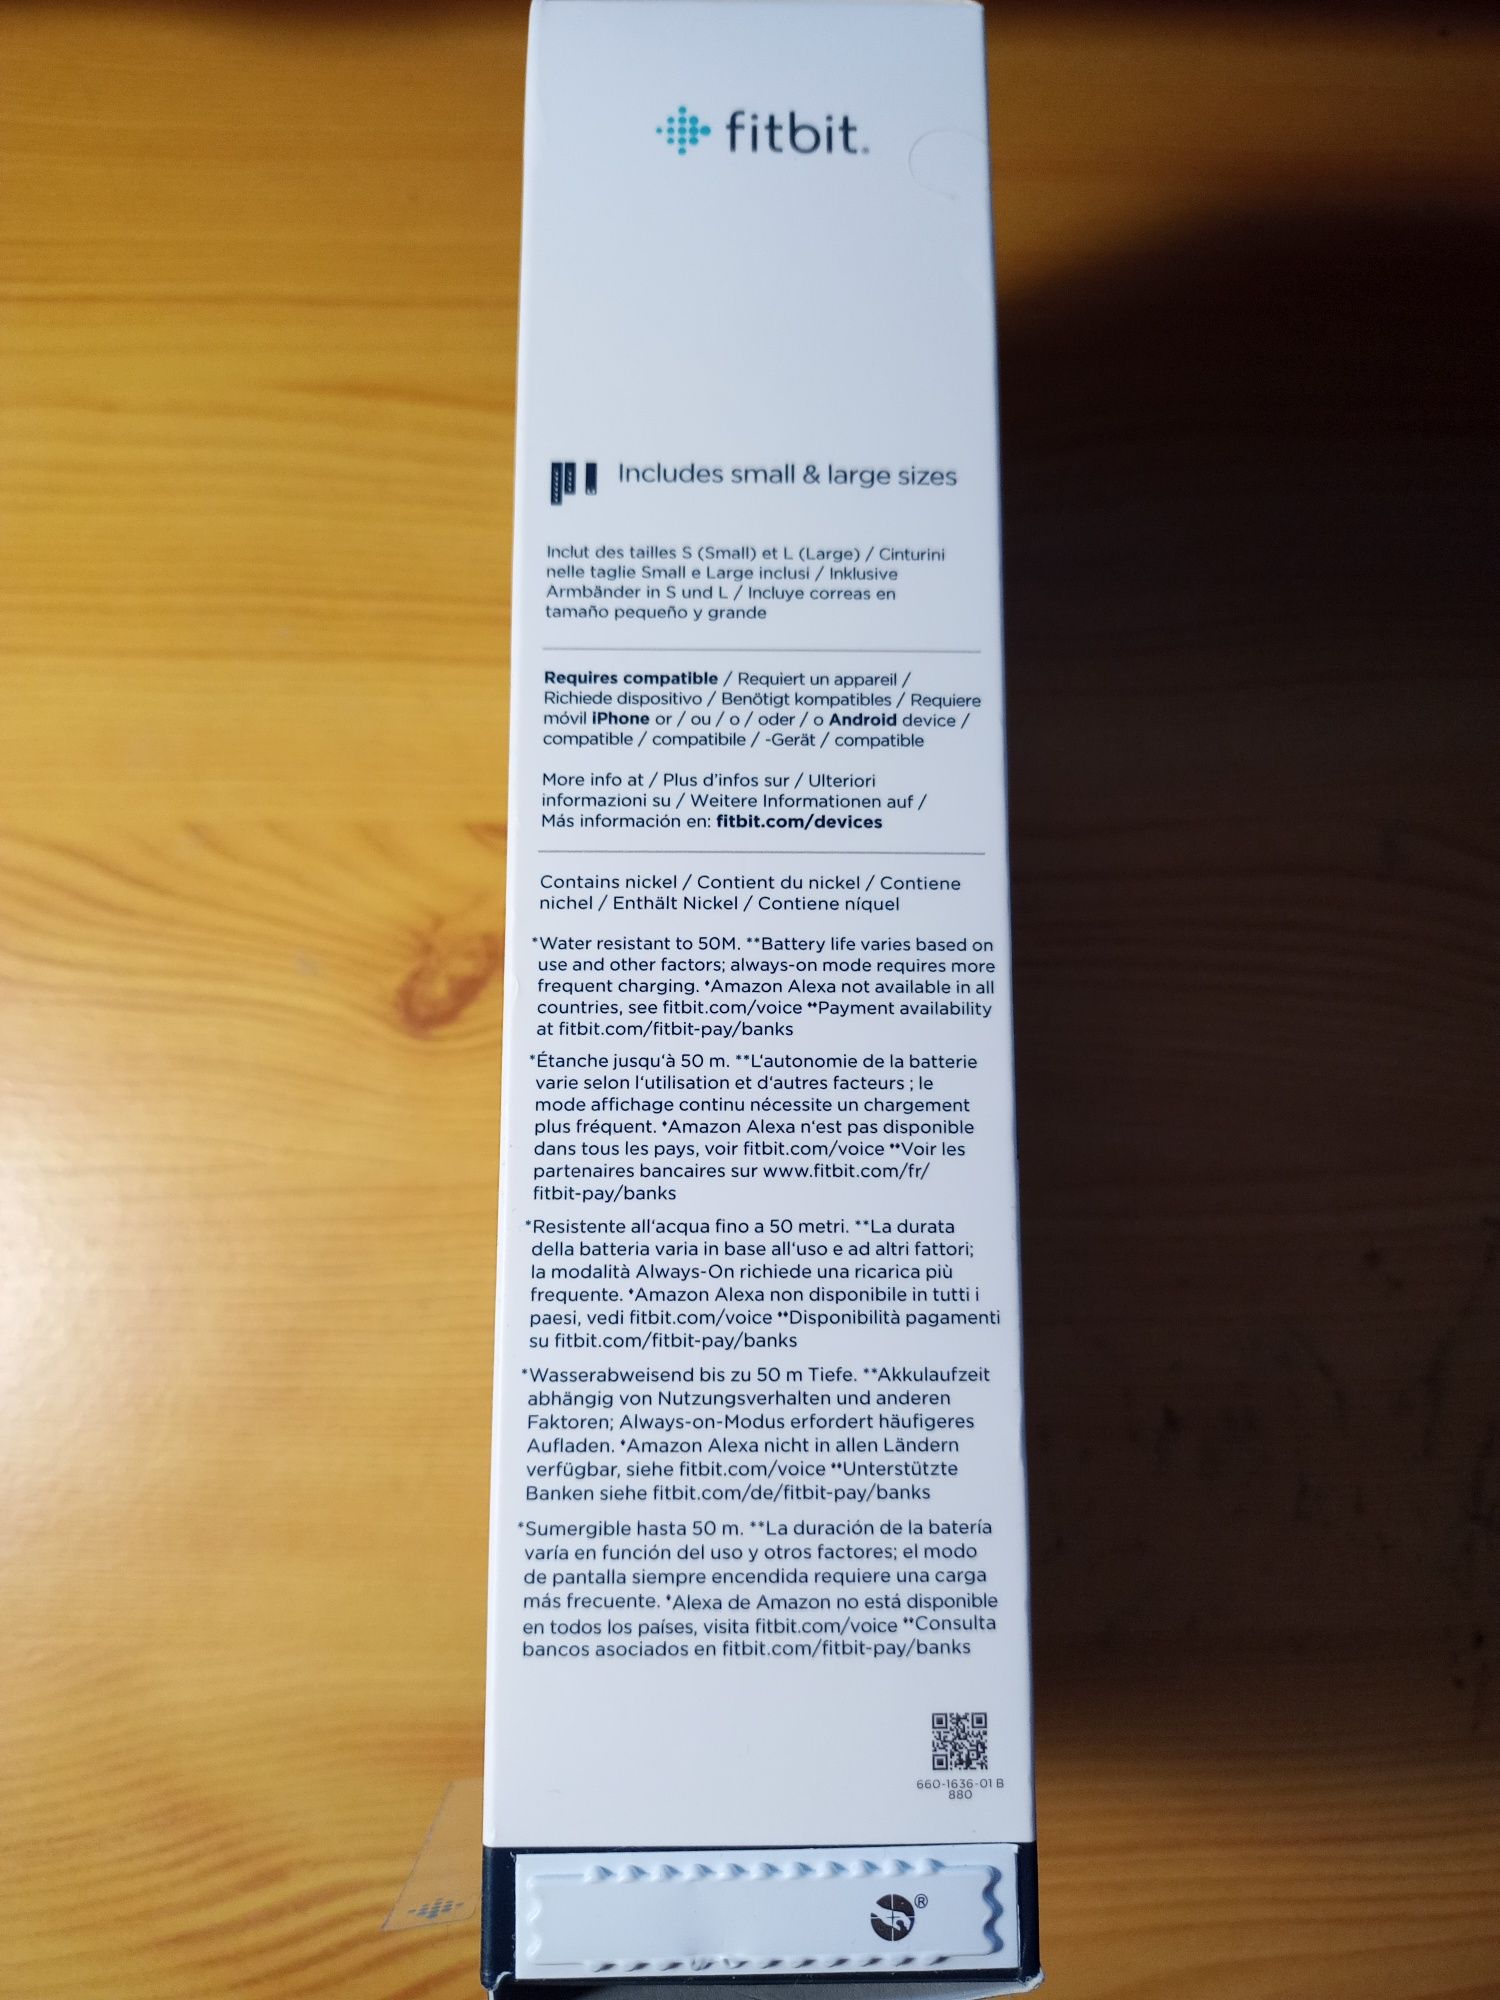 fitbit.
Includes small & large sizes
Inclut des tailles S (Small) et L (Large) / Cinturini
nelle taglie Small e Large inclusi / Inklusive
Armbänder in S und L / Incluye correas en
tamaño pequeño y grande
Requires compatible / Requiert un appareil /
Richiede dispositivo / Benötigt kompatibles / Requiere
móvil iPhone or / ou / o / oder / o Android device /
compatible / compatibile / -Gerät / compatible
More info at / Plus d'infos sur / Ulteriori
informazioni su / Weitere Informationen auf /
Más información en: fitbit.com/devices
Contains nickel / Contient du nickel / Contiene
nichel / Enthält Nickel / Contiene níquel
*Water resistant to 50M. **Battery life varies based on
use and other factors; always-on mode requires more
frequent charging. ⬧Amazon Alexa not available in all
countries, see fitbit.com/voice ⬧⬧Payment availability
at fitbit.com/fitbit-pay/banks
*Étanche jusqu‘à 50 m. **L‘autonomie de la batterie
varie selon l‘utilisation et d‘autres facteurs ; le
mode affichage continu nécessite un chargement
plus fréquent. ⬧Amazon Alexa n‘est pas disponible
dans tous les pays, voir fitbit.com/voice ⬧⬧Voir les
partenaires bancaires sur www.fitbit.com/fr/
fitbit-pay/banks
*Resistente all‘acqua fino a 50 metri. **La durata
della batteria varia in base all‘uso e ad altri fattori;
la modalità Always-On richiede una ricarica più
frequente. ⬧Amazon Alexa non disponibile in tutti i
paesi, vedi fitbit.com/voice ⬧⬧Disponibilità pagamenti
su fitbit.com/fitbit-pay/banks
*Wasserabweisend bis zu 50 m Tiefe. **Akkulaufzeit
abhängig von Nutzungsverhalten und anderen
Faktoren; Always-on-Modus erfordert häufigeres
Aufladen. ⬧Amazon Alexa nicht in allen Ländern
verfügbar, siehe fitbit.com/voice ⬧⬧Unterstützte
Banken siehe fitbit.com/de/fitbit-pay/banks
*Sumergible hasta 50 m. **La duración de la batería
varía en función del uso y otros factores; el modo
de pantalla siempre encendida requiere una carga
más frecuente. ⬧Alexa de Amazon no está disponible
en todos los países, visita fitbit.com/voice ⬧⬧Consulta
bancos asociados en fitbit.com/fitbit-pay/banks
660-1636-01 B
880
®